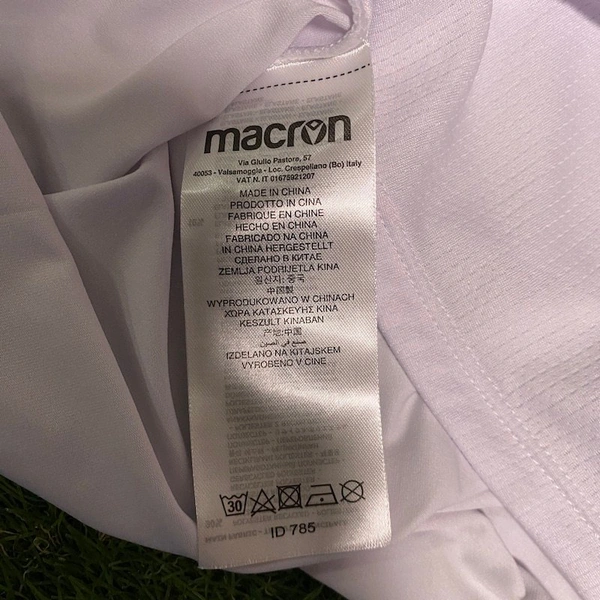 macron
Via Giulio Pastore, 57
40053 - Valsamoggia - Loc. Crespellano (Bo) Italy
VAT N. IT 01675921207
MADE IN CHINA
PRODOTTO IN CINA
FABRIQUE EN CHINE
HECHO EN CHINA
FABRICADO NA CHINA
IN CHINA HERGESTELLT
СДЕЛАНО В КИТАЕ
ZEMLJA PODRIJETLA KINA
원산지: 중국
中国製
WYPRODUKOWANO W CHINACH
ΧΩΡΑ ΚΑΤΑΣΚΕΥΗΣ ΚΙΝΑ
KESZULT KINABAN
产地:中国
صنع في الصين
IZDELANO NA KITAJSKEM
VYROBENO V CINE
30
ID 785